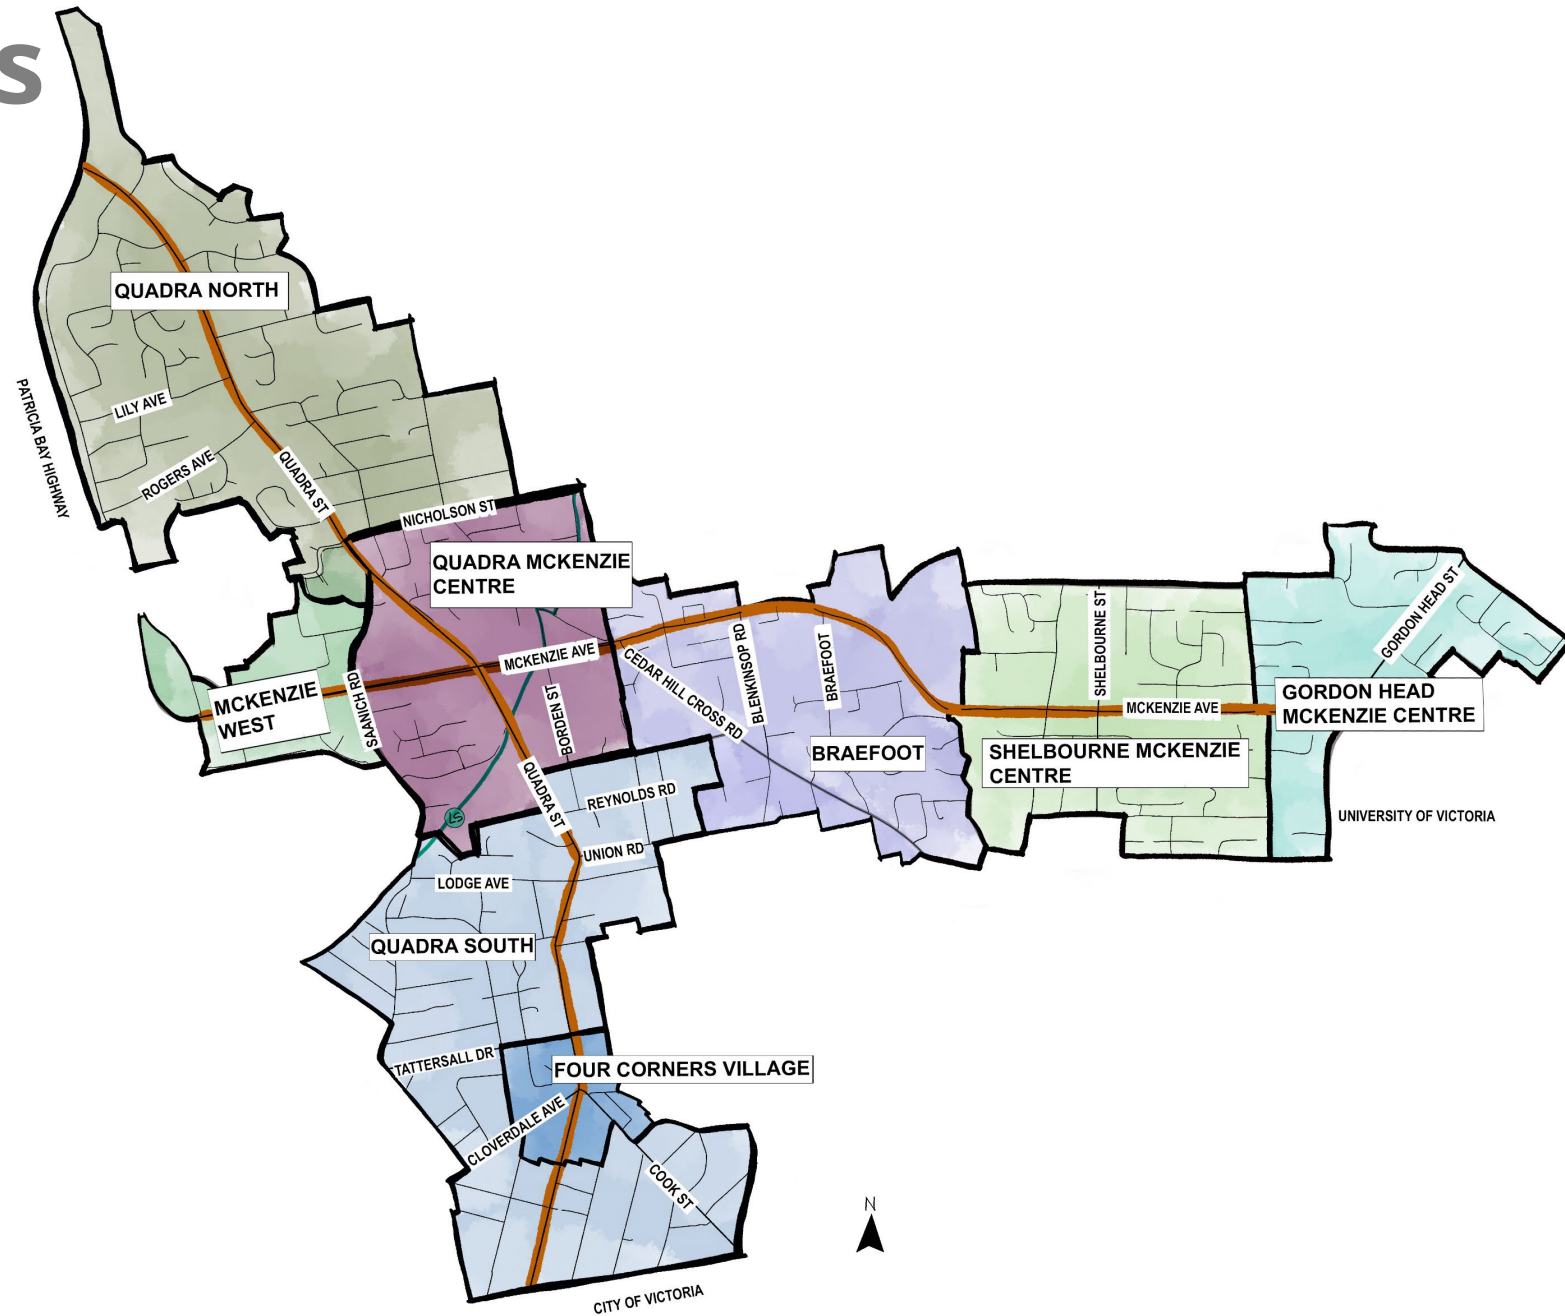 s
QUADRA NORTH
PATRICIA BAY HIGHWAY
LILY AVE
ROGERS AVE
QUADRA ST
NICHOLSON ST
QUADRA MCKENZIE
CENTRE
MCKENZIE AVE
MCKENZIE
WEST
SAANICH RD
BORDEN ST
CEDAR HILL CROSS RD
BLENKINSOP RD
BRAEFOOT
BRAEFOOT
SHELBOURNE ST
MCKENZIE AVE
SHELBOURNE MCKENZIE
CENTRE
GORDON HEAD ST
GORDON HEAD
MCKENZIE CENTRE
UNIVERSITY OF VICTORIA
QUADRA ST
REYNOLDS RD
LS
UNION RD
LODGE AVE
QUADRA SOUTH
TATTERSALL DR
FOUR CORNERS VILLAGE
CLOVERDALE AVE
COOK ST
N
CITY OF VICTORIA